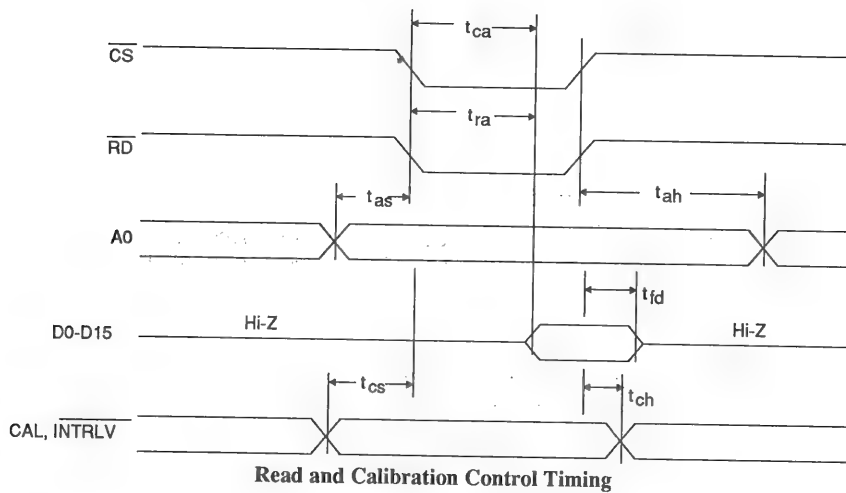 tca
CS
tra
RD
tas
tah
A0
tfd
D0-D15 Hi-Z Hi-Z
tcs
tch
CAL, INTRLV
Read and Calibration Control Timing